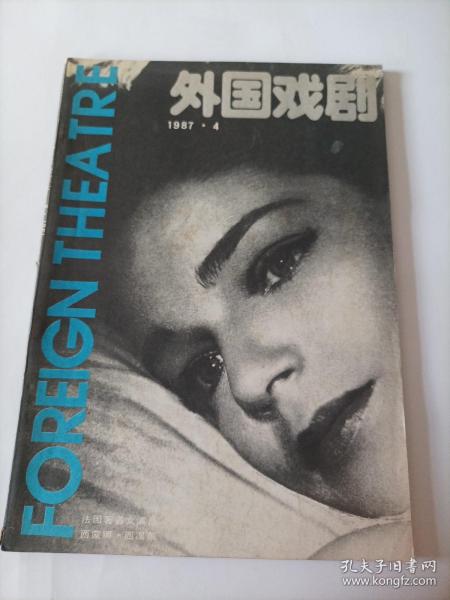 外国戏剧
1987·4
FOREIGN THEATRE
法国著名女演员
西蒙娜·西涅莱
孔夫子旧书网
www.kongfz.com